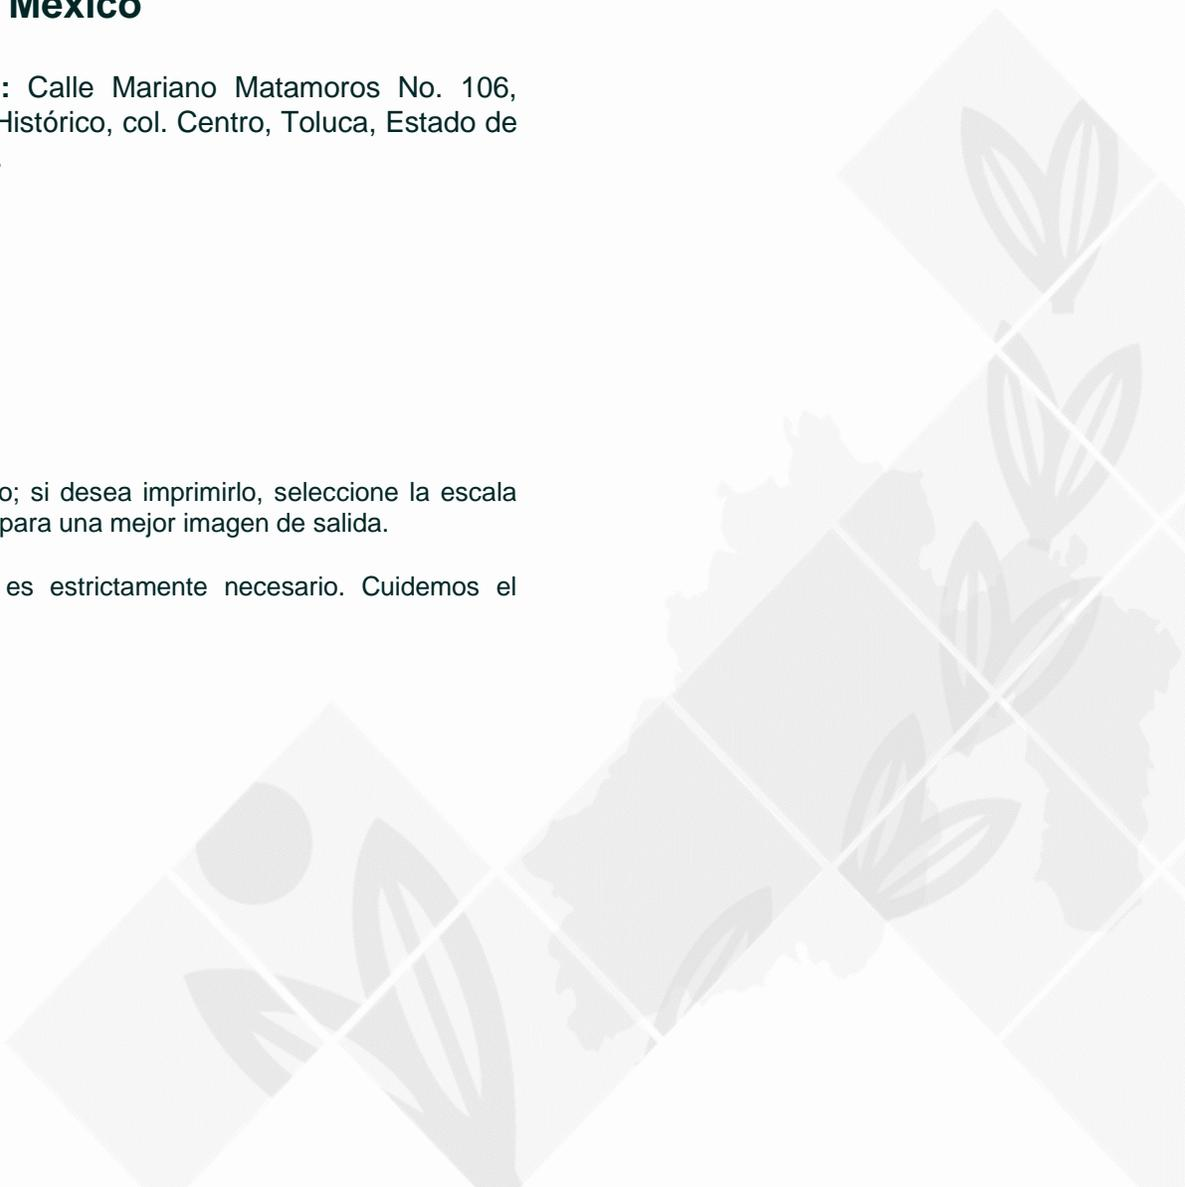 México
: Calle Mariano Matamoros No. 106,
Histórico, col. Centro, Toluca, Estado de
o; si desea imprimirlo, seleccione la escala
para una mejor imagen de salida.
es estrictamente necesario. Cuidemos el